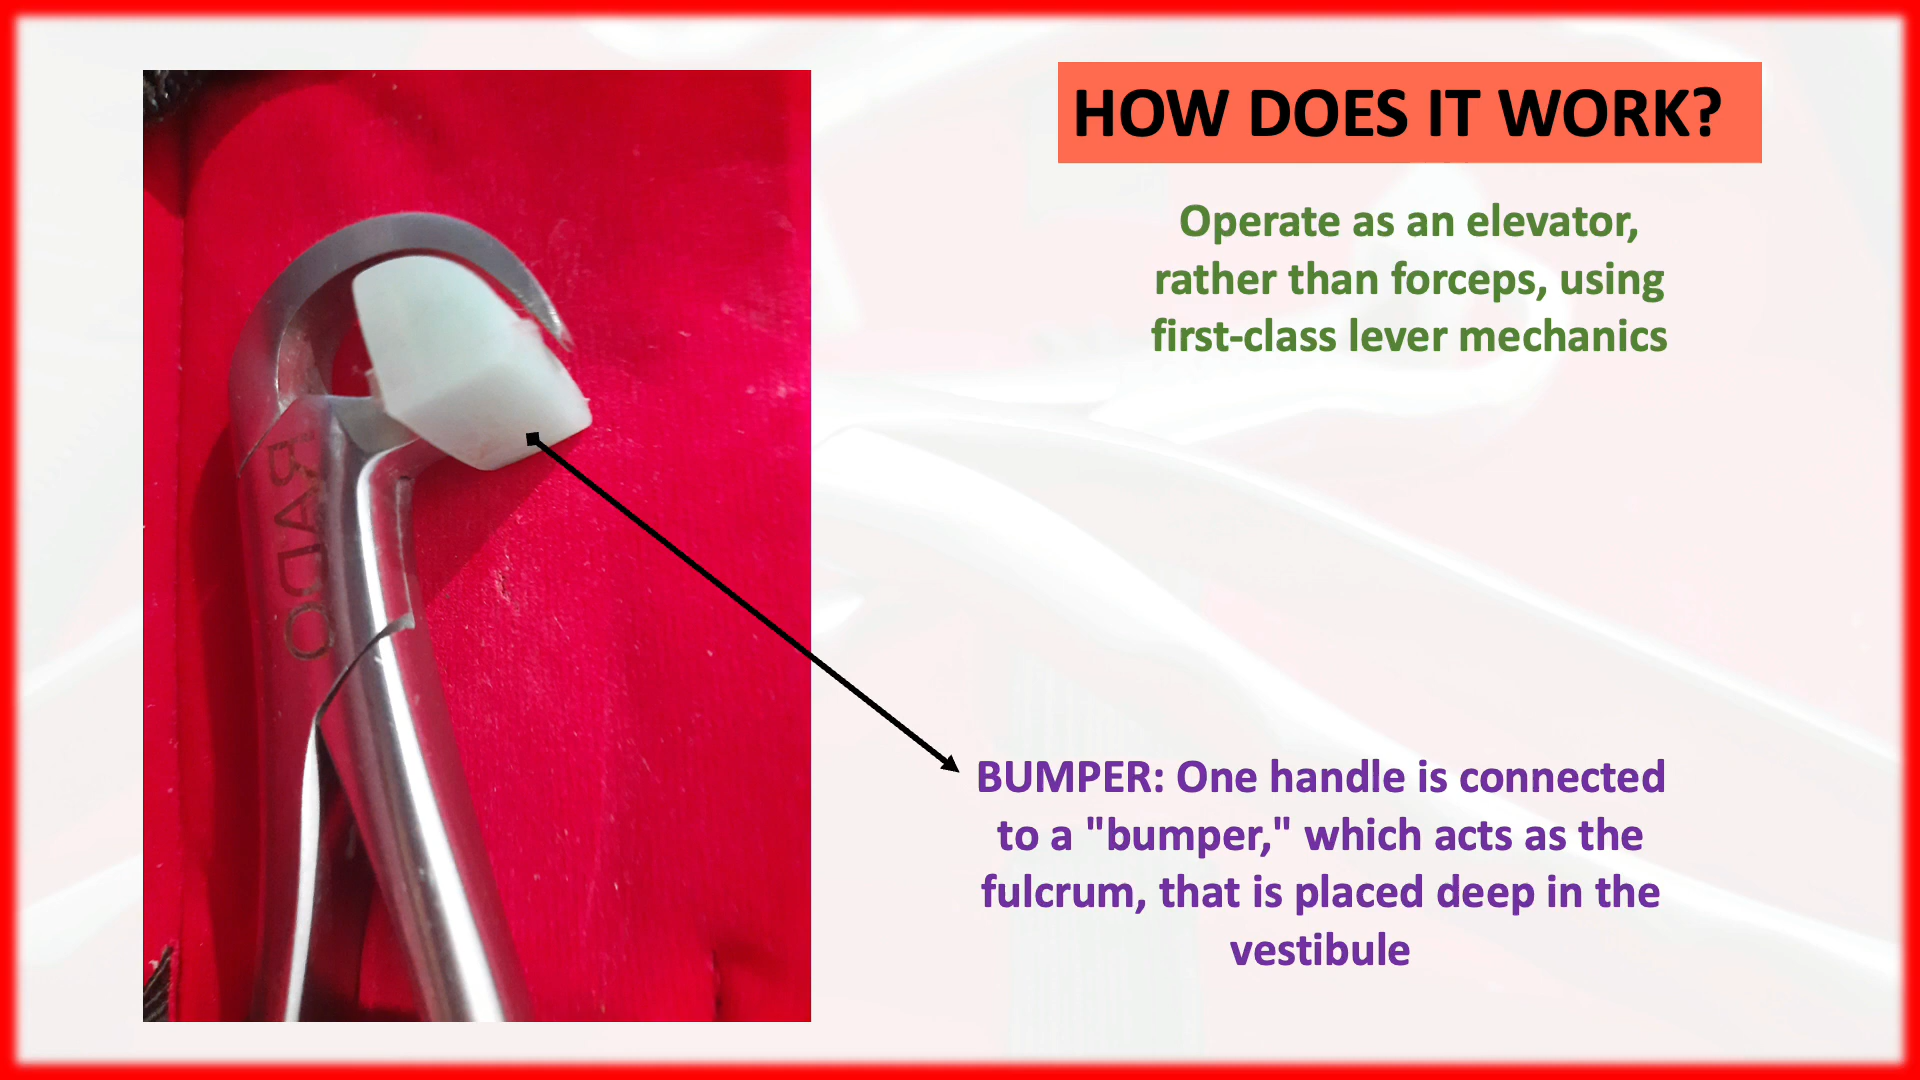 HOW DOES IT WORK?
Operate as an elevator,
rather than forceps, using
first-class lever mechanics
BUMPER: One handle is connected
to a "bumper," which acts as the
fulcrum, that is placed deep in the
vestibule